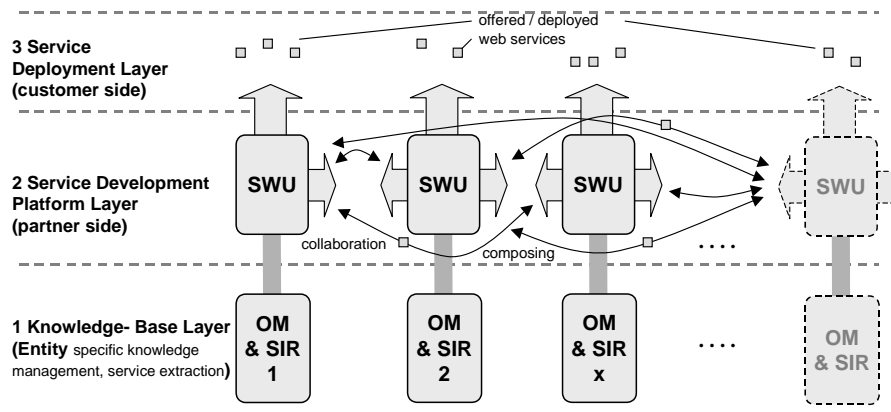 offered / deployed
web services
3 Service
Deployment Layer
(customer side)
2 Service Development
Platform Layer
(partner side)
SWU
SWU
SWU
SWU
collaboration
composing
. . . .
1 Knowledge- Base Layer
(Entity specific knowledge
management, service extraction)
OM
& SIR
1
OM
& SIR
2
OM
& SIR
x
. . . .
OM
& SIR